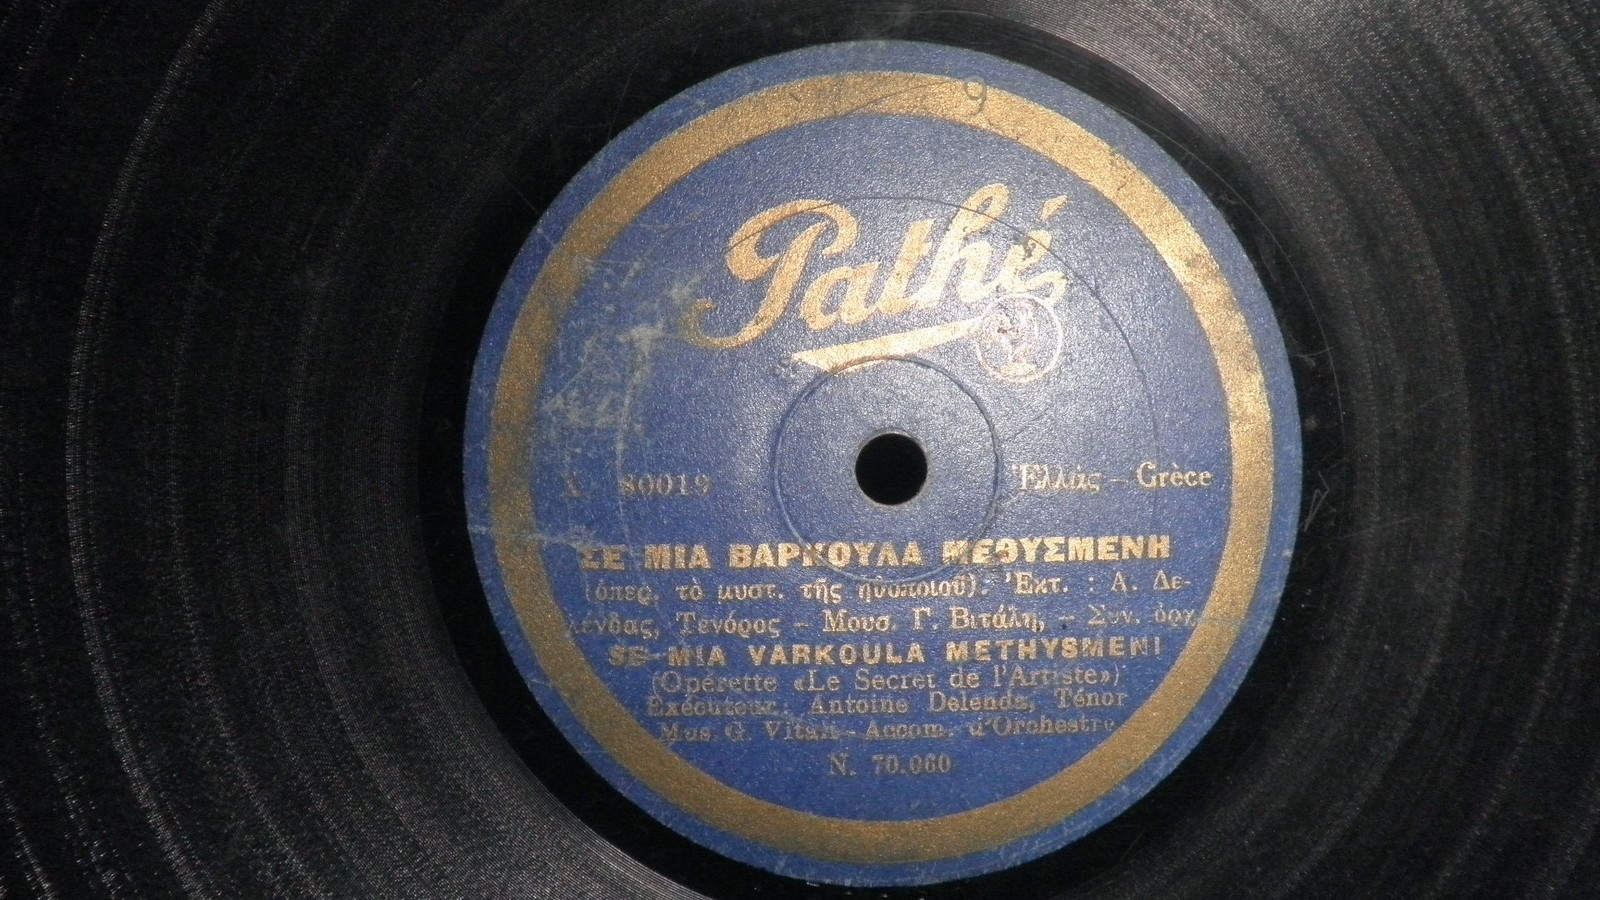 9
Pathé
X 80019 Ἑλλάς – Grèce
ΣΕ ΜΙΑ ΒΑΡΚΟΥΛΑ ΜΕΘΥΣΜΕΝΗ
(ὀπερ. τὸ μυστ. τῆς ἠθοποιοῦ). Ἐκτ. : Α. Δε-
λένδας, Τενόρος – Μουσ. Γ. Βιτάλη, – Συν. ὀρχ.
SE MIA VARKOULA METHYSMENI
(Opérette «Le Secret de l'Artiste»)
Exécuteur: Antoine Delenda, Ténor
Mus. G. Vitali – Accom. d'Orchestre
N. 70.060